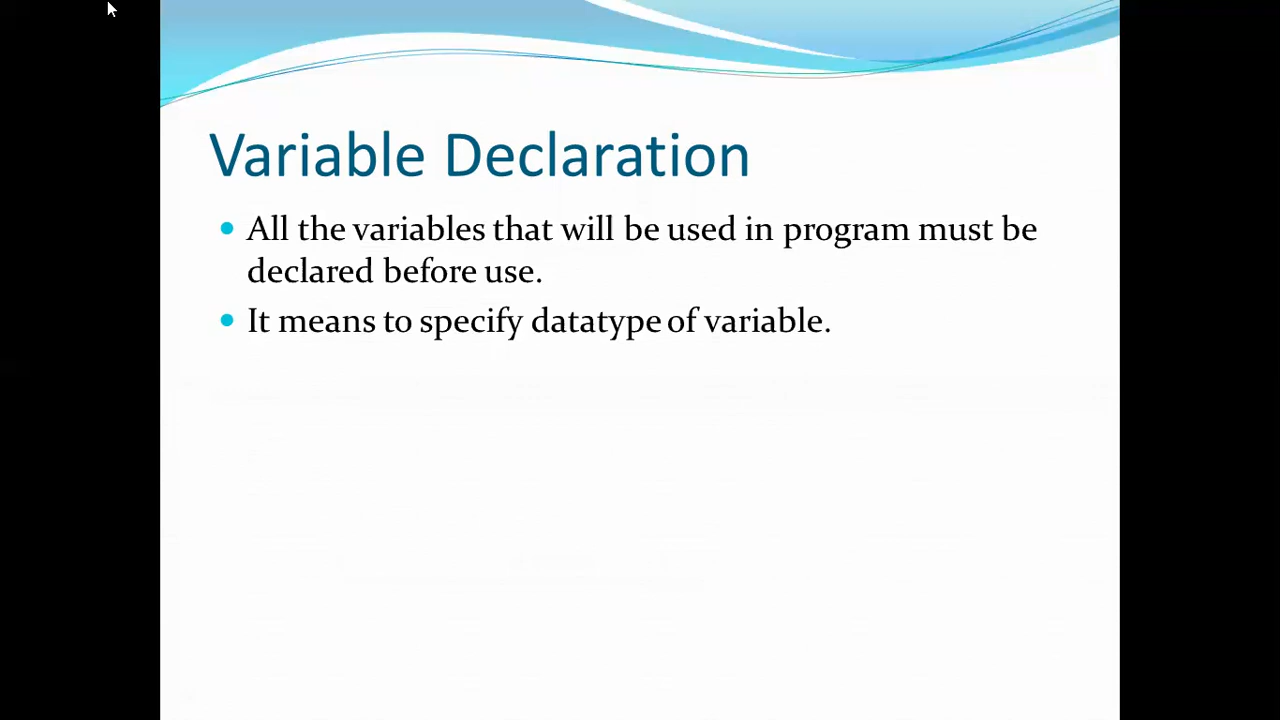 Variable Declaration
• All the variables that will be used in program must be
declared before use.
• It means to specify datatype of variable.